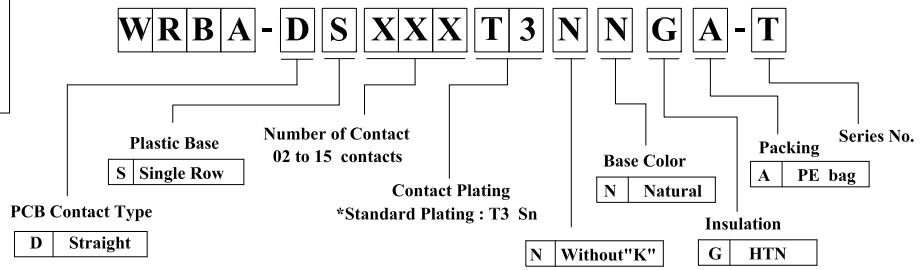 WRBA-DSXXXT3NNGA-T
Plastic Base
S Single Row
Number of Contact
02 to 15 contacts
Series No.
Packing
A PE bag
Base Color
N Natural
Contact Plating
*Standard Plating : T3 Sn
PCB Contact Type
D Straight
Insulation
G HTN
N Without"K"